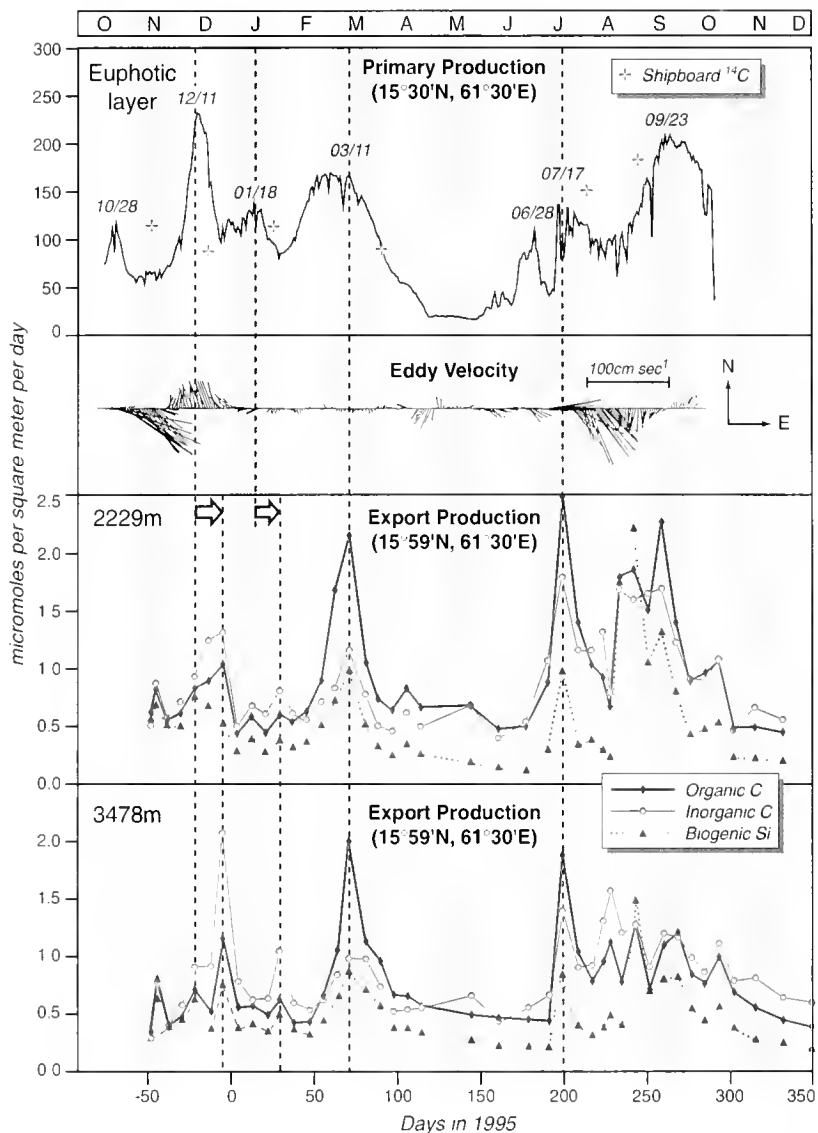 O N D J F M A M J J A S O N D
300
250
200
150
100
50
0
Euphotic
layer
Primary Production
(15°30'N, 61°30'E)
Shipboard ¹⁴C
10/28
12/11
01/18
03/11
06/28
07/17
09/23
micromoles per square meter per day
Eddy Velocity
100cm sec¹
N
E
2.5
2.0
1.5
1.0
0.5
0.0
2229m
Export Production
(15°59'N, 61°30'E)
Organic C
Inorganic C
Biogenic Si
3478m
Export Production
(15°59'N, 61°30'E)
2.0
1.5
1.0
0.5
0 0
-50 0 50 100 150 200 250 300 350
Days in 1995